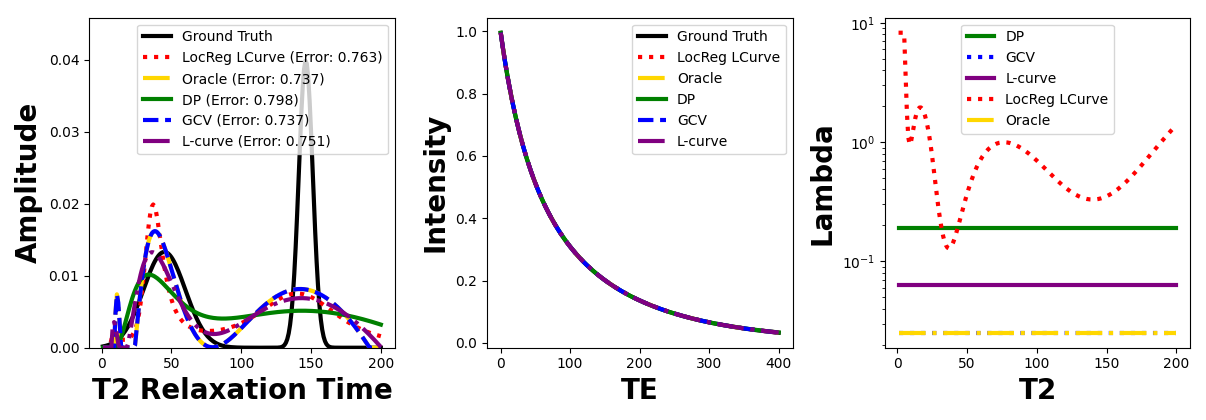 Amplitude
0.04
0.03
0.02
0.01
0.00
Ground Truth
LocReg LCurve (Error: 0.763)
Oracle (Error: 0.737)
DP (Error: 0.798)
GCV (Error: 0.737)
L-curve (Error: 0.751)
0 50 100 150 200
T2 Relaxation Time
Intensity
1.0
0.8
0.6
0.4
0.2
0.0
Ground Truth
LocReg LCurve
Oracle
DP
GCV
L-curve
0 100 200 300 400
TE
Lambda
10¹
10⁰
10⁻¹
DP
GCV
L-curve
LocReg LCurve
Oracle
0 50 100 150 200
T2